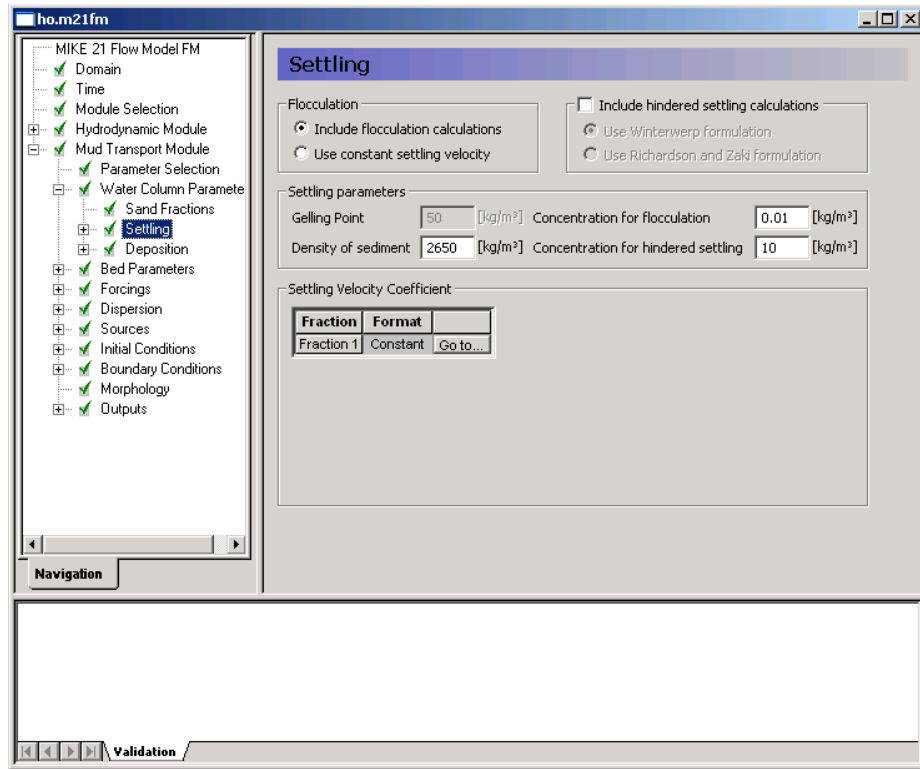 ho.m21fm
MIKE 21 Flow Model FM
Domain
Time
Module Selection
Hydrodynamic Module
Mud Transport Module
Parameter Selection
Water Column Paramete
Sand Fractions
Settling
Deposition
Bed Parameters
Forcings
Dispersion
Sources
Initial Conditions
Boundary Conditions
Morphology
Outputs
Navigation
Settling
Flocculation
Include flocculation calculations
Use constant settling velocity
Include hindered settling calculations
Use Winterwerp formulation
Use Richardson and Zaki formulation
Settling parameters
Gelling Point 50 [kg/m³] Concentration for flocculation 0.01 [kg/m³]
Density of sediment 2650 [kg/m³] Concentration for hindered settling 10 [kg/m³]
Settling Velocity Coefficient
Fraction Format
Fraction 1 Constant Go to...
Validation